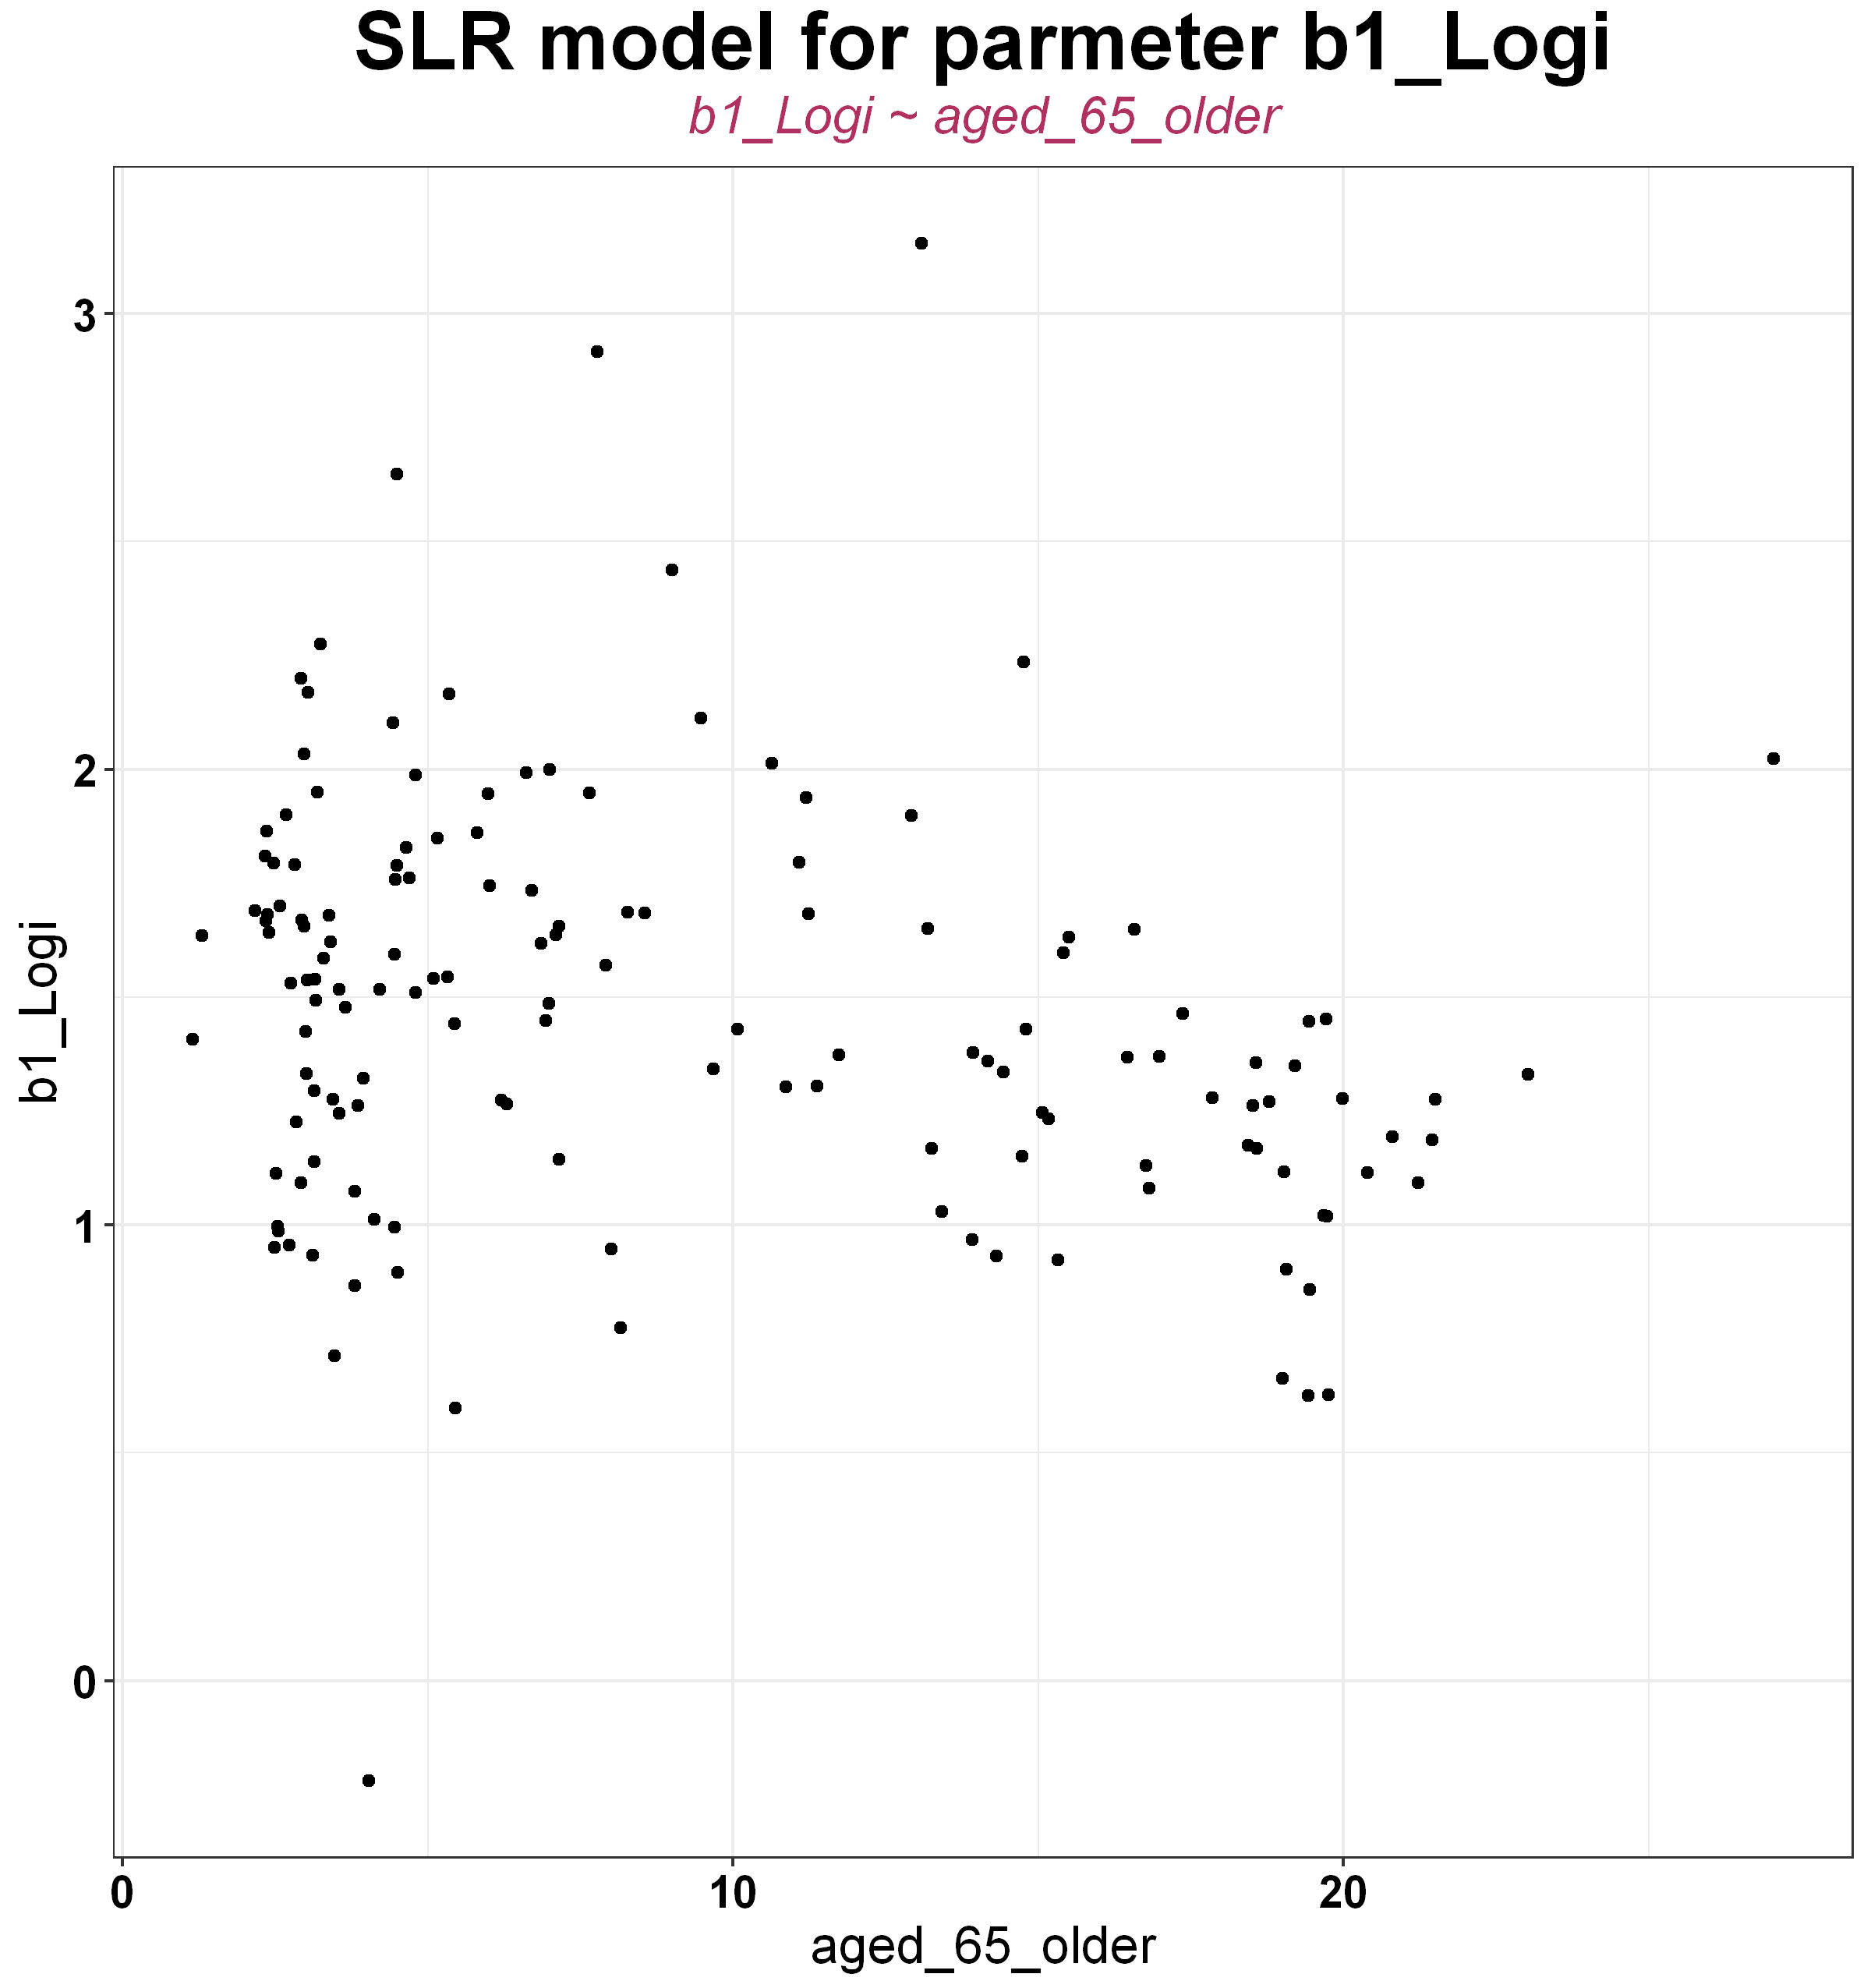 SLR model for parmeter b1_Logi
b1_Logi ~ aged_65_older
3
2
1
0
b1_Logi
0 10 20
aged_65_older